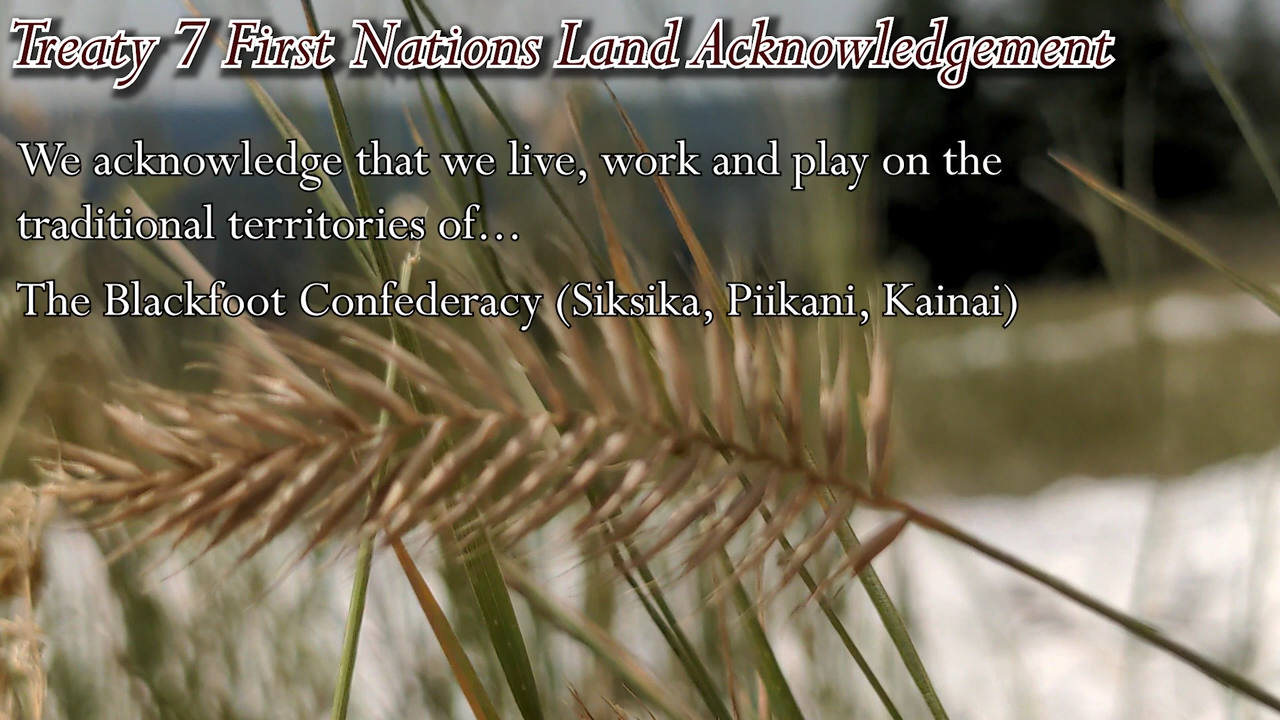 Treaty 7 First Nations Land Acknowledgement
We acknowledge that we live, work and play on the
traditional territories of…
The Blackfoot Confederacy (Siksika, Piikani, Kainai)